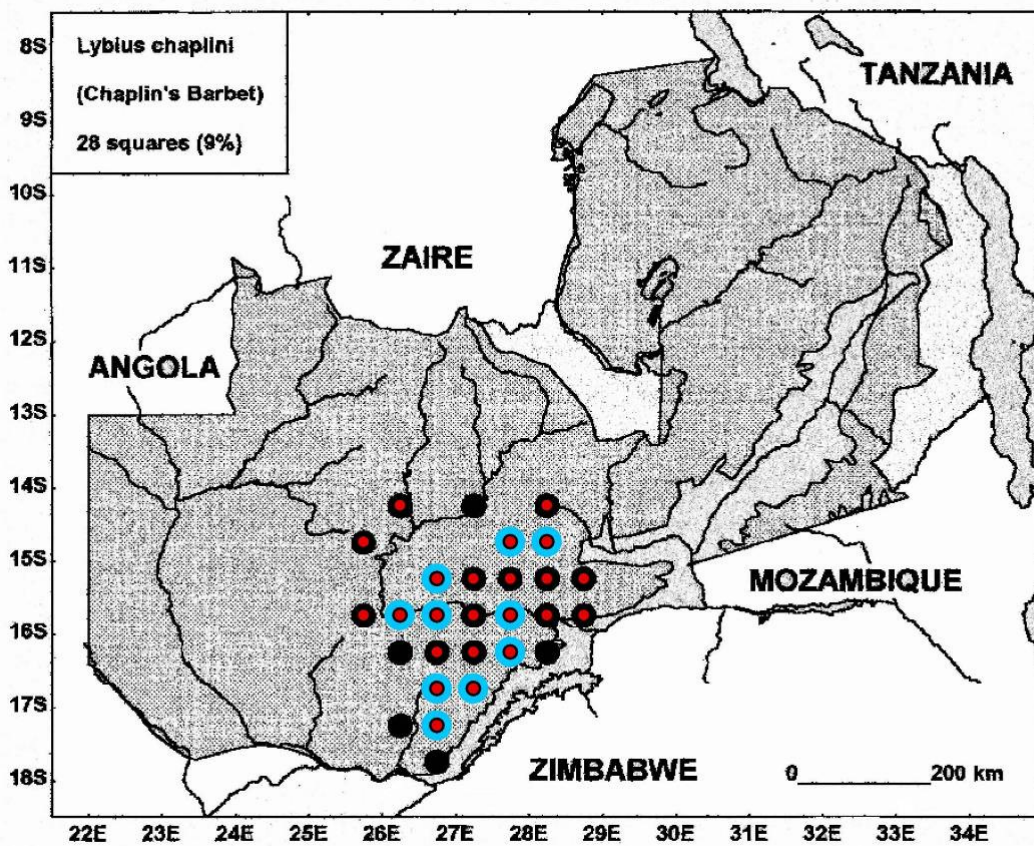 Lybius chaplini
(Chaplin's Barbet)
28 squares (9%)
TANZANIA
ZAIRE
ANGOLA
MOZAMBIQUE
ZIMBABWE
0 200 km
8S
9S
10S
11S
12S
13S
14S
15S
16S
17S
18S
22E 23E 24E 25E 26E 27E 28E 29E 30E 31E 32E 33E 34E